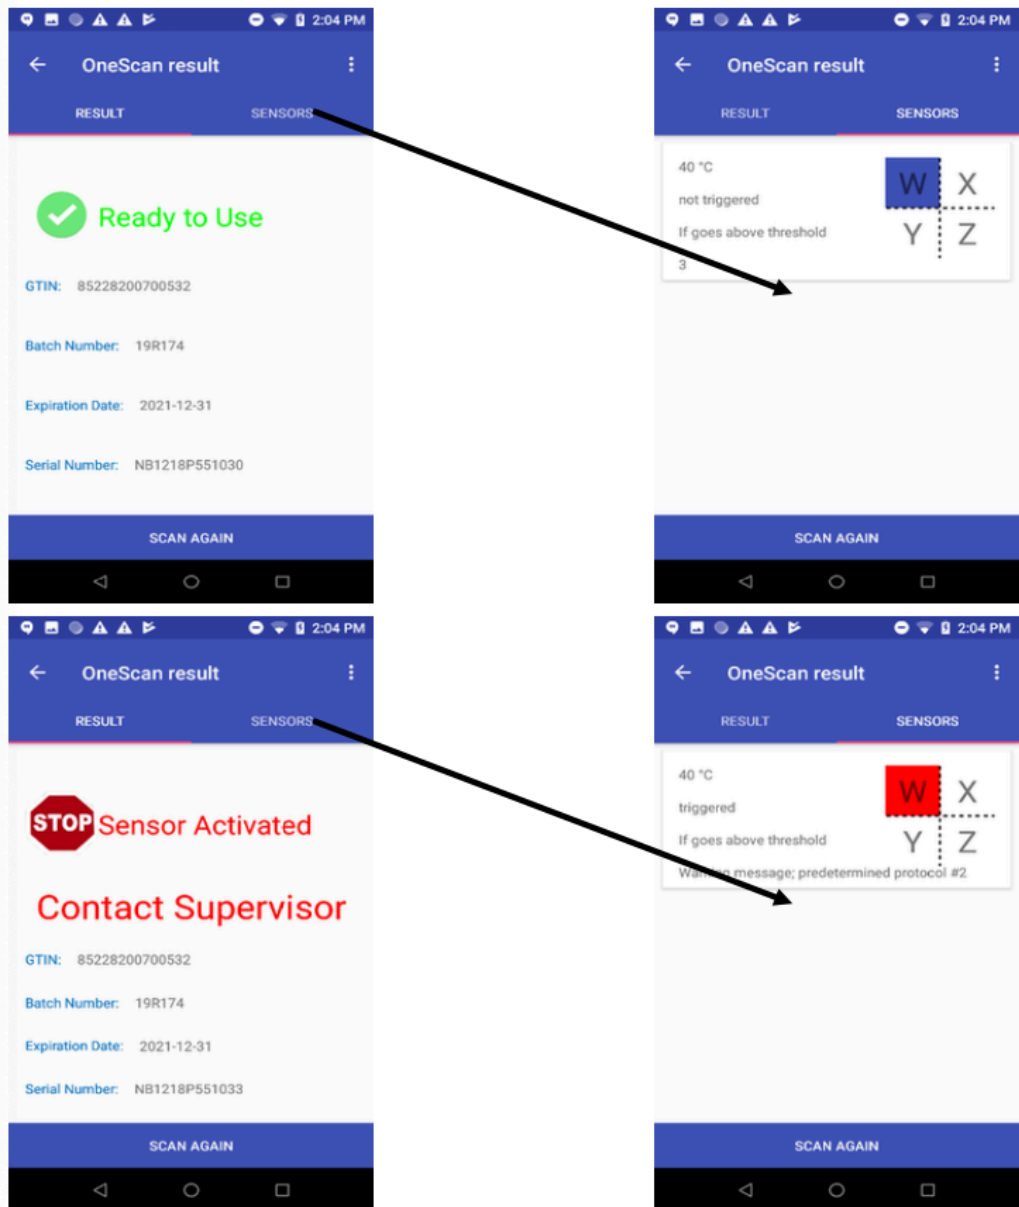 2:04 PM
OneScan result
RESULT SENSORS
Ready to Use
GTIN: 85228200700532
Batch Number: 19R174
Expiration Date: 2021-12-31
Serial Number: NB1218P551030
SCAN AGAIN
2:04 PM
OneScan result
RESULT SENSORS
40 °C
not triggered
If goes above threshold
3
W X
Y Z
SCAN AGAIN
2:04 PM
OneScan result
RESULT SENSORS
STOP Sensor Activated
Contact Supervisor
GTIN: 85228200700532
Batch Number: 19R174
Expiration Date: 2021-12-31
Serial Number: NB1218P551033
SCAN AGAIN
2:04 PM
OneScan result
RESULT SENSORS
40 °C
triggered
If goes above threshold
Warning message; predetermined protocol #2
W X
Y Z
SCAN AGAIN